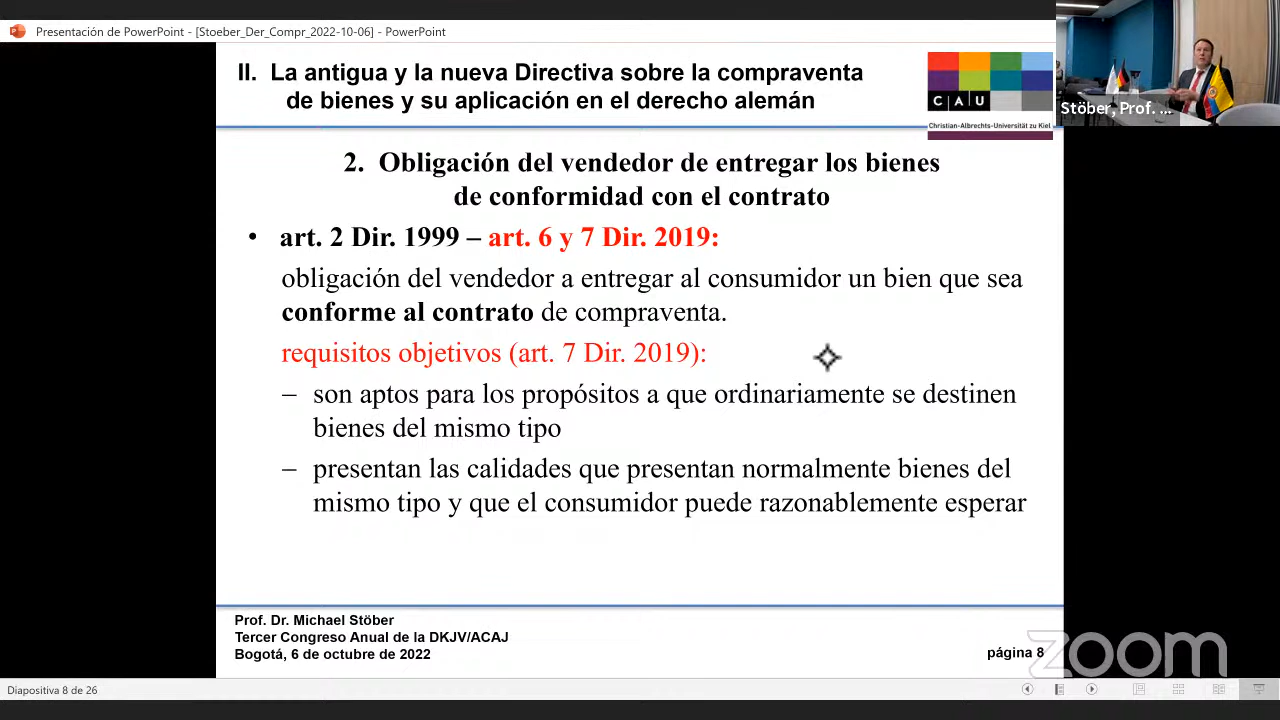 Presentación de PowerPoint - [Stoeber_Der_Compr_2022-10-06] - PowerPoint
Stöber, Prof. ...
II. La antigua y la nueva Directiva sobre la compraventa
de bienes y su aplicación en el derecho alemán
C|A|U
Christian-Albrechts-Universität zu Kiel
2. Obligación del vendedor de entregar los bienes
de conformidad con el contrato
• art. 2 Dir. 1999 – art. 6 y 7 Dir. 2019:
obligación del vendedor a entregar al consumidor un bien que sea
conforme al contrato de compraventa.
requisitos objetivos (art. 7 Dir. 2019):
– son aptos para los propósitos a que ordinariamente se destinen
bienes del mismo tipo
– presentan las calidades que presentan normalmente bienes del
mismo tipo y que el consumidor puede razonablemente esperar
Prof. Dr. Michael Stöber
Tercer Congreso Anual de la DKJV/ACAJ
Bogotá, 6 de octubre de 2022
página 8
zoom
Diapositiva 8 de 26